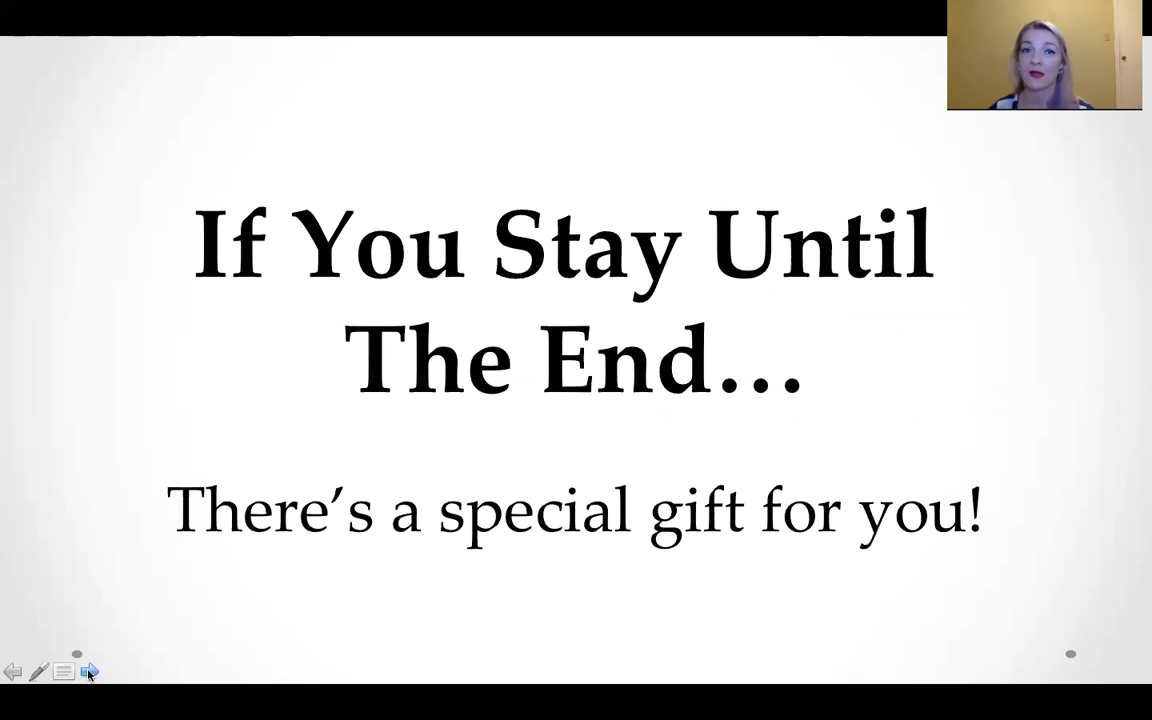 If You Stay Until
The End…
There’s a special gift for you!